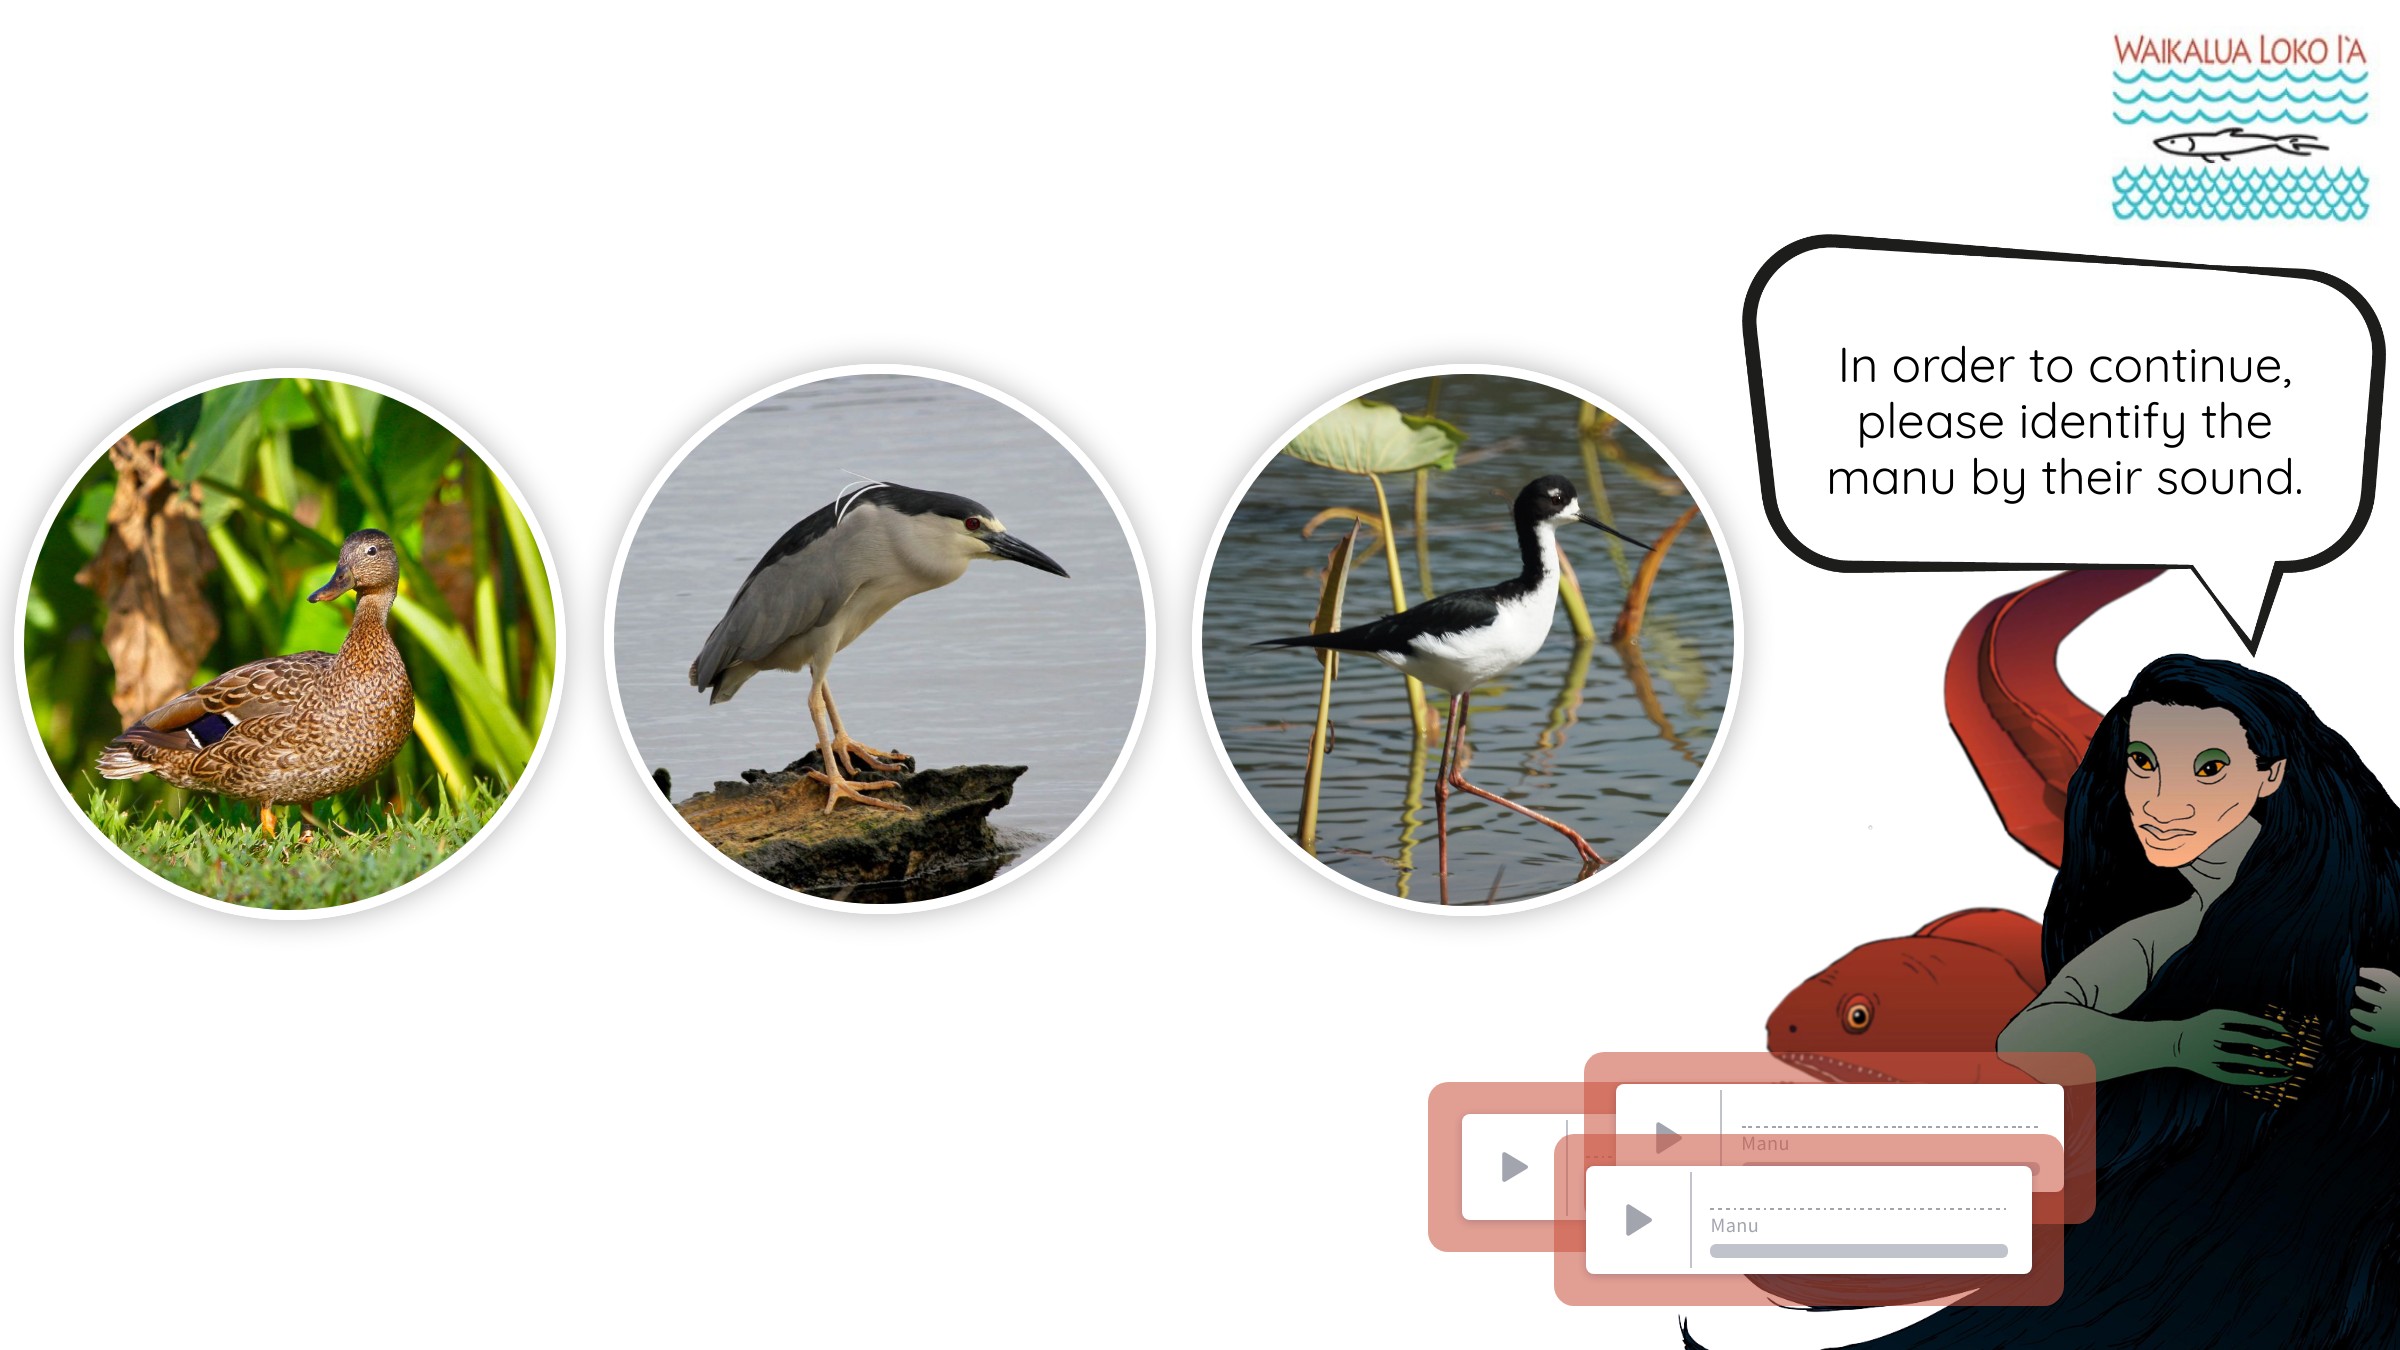 WAIKALUA LOKO I'A
In order to continue,
please identify the
manu by their sound.
Manu
Manu